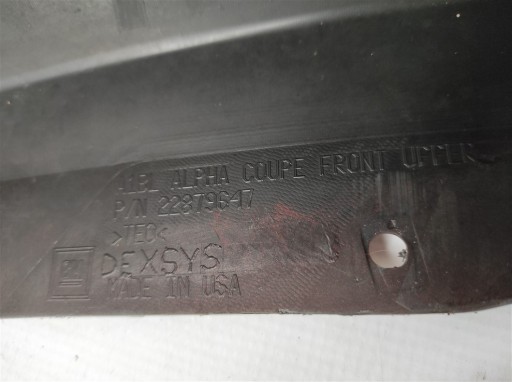 ALPHA COUPE FRONT UPPER
P/N 22879647
>TEO<
DEXSYS
MADE IN USA